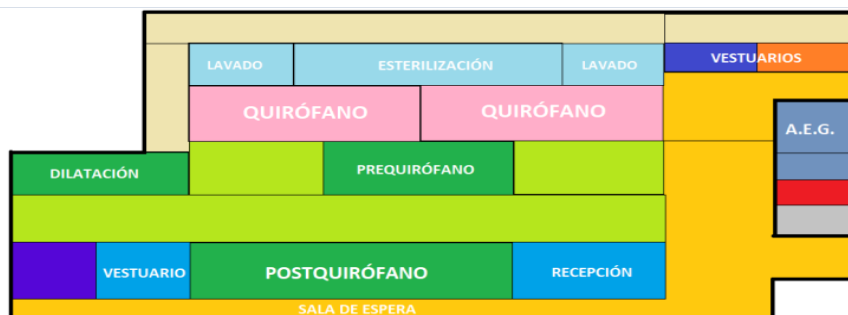 LAVADO
ESTERILIZACIÓN
LAVADO
VESTUARIOS
QUIRÓFANO
QUIRÓFANO
A.E.G.
DILATACIÓN
PREQUIRÓFANO
VESTUARIO
POSTQUIRÓFANO
RECEPCIÓN
SALA DE ESPERA